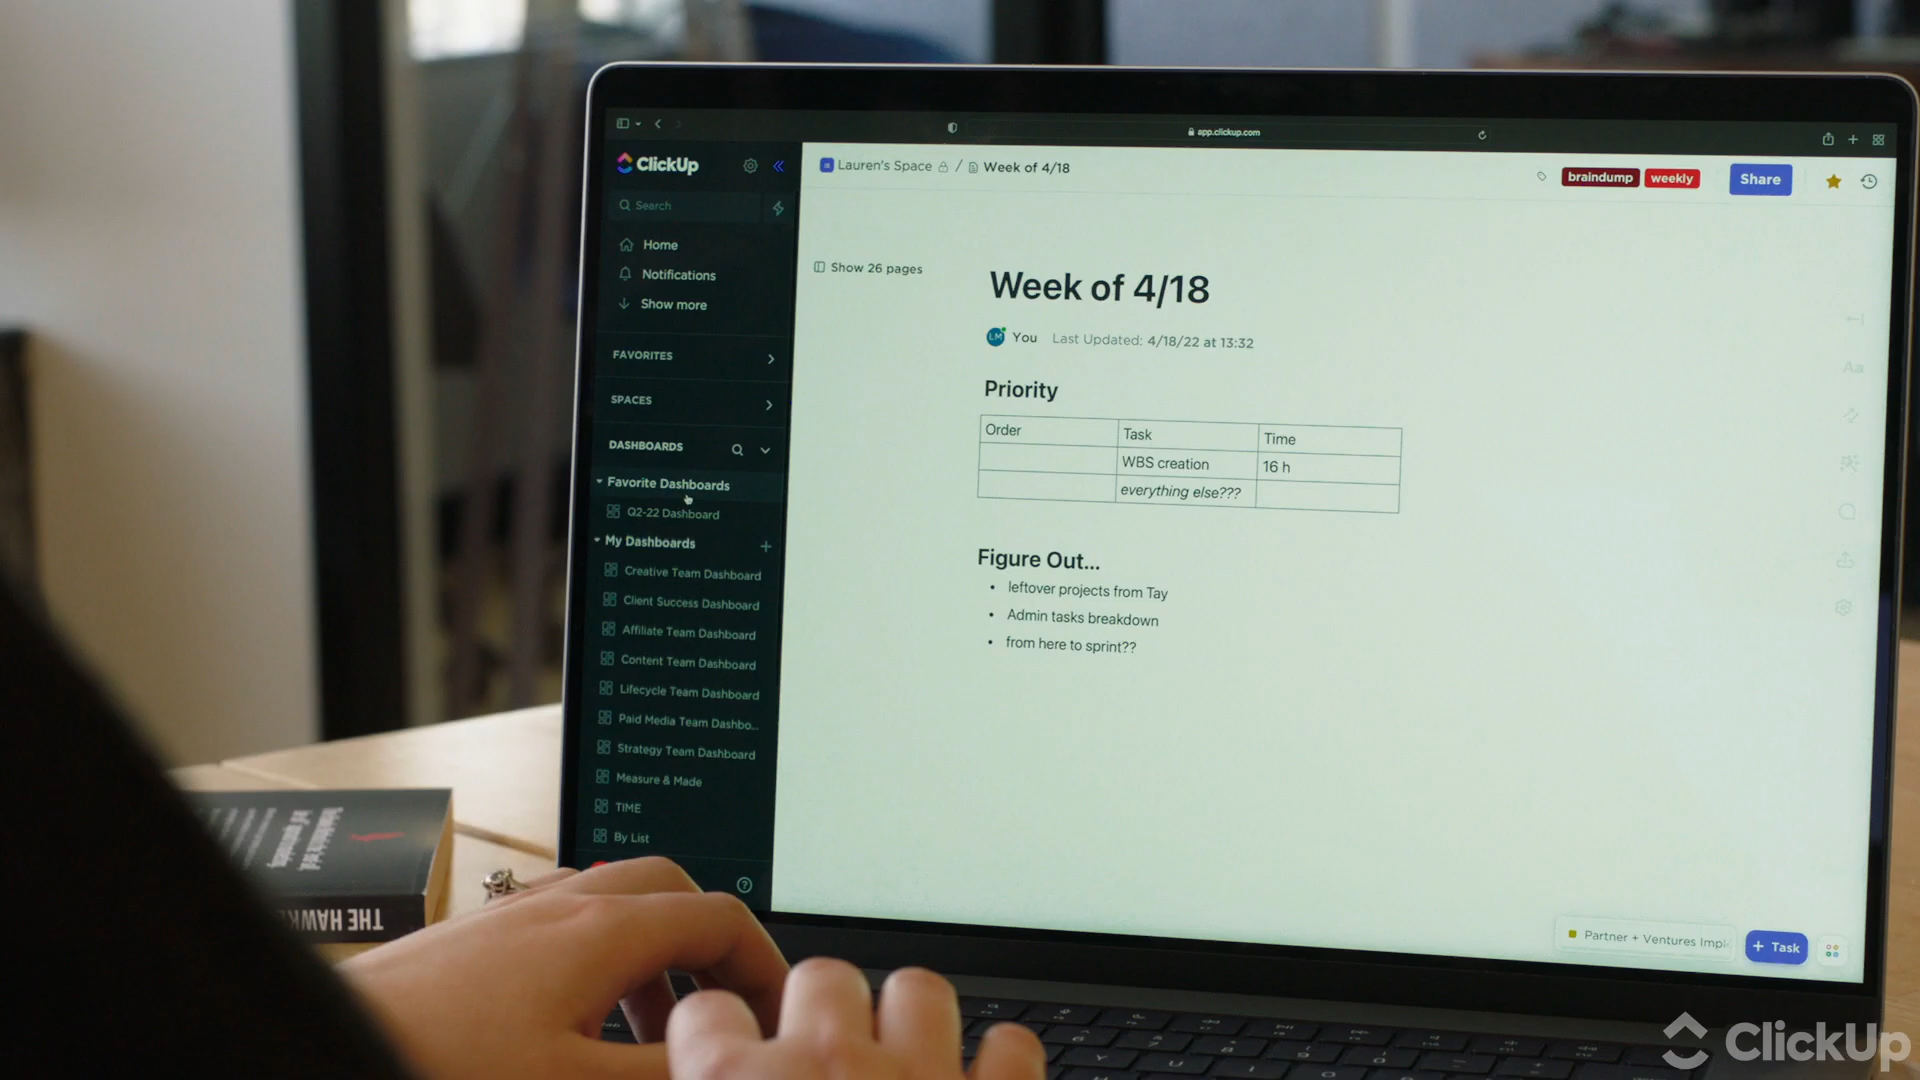 app.clickup.com
ClickUp
Search
Home
Notifications
Show more
FAVORITES
SPACES
DASHBOARDS
Favorite Dashboards
Q2-22 Dashboard
My Dashboards
Creative Team Dashboard
Client Success Dashboard
Affiliate Team Dashboard
Content Team Dashboard
Lifecycle Team Dashboard
Paid Media Team Dashbo...
Strategy Team Dashboard
Measure & Made
TIME
By List
Lauren's Space / Week of 4/18
braindump weekly Share
Show 26 pages
Week of 4/18
LM You Last Updated: 4/18/22 at 13:32
Priority
Order Task Time
WBS creation 16 h
everything else???
Figure Out...
• leftover projects from Tay
• Admin tasks breakdown
• from here to sprint??
Aa
Partner + Ventures Impl
+ Task
THE HAWK
ClickUp